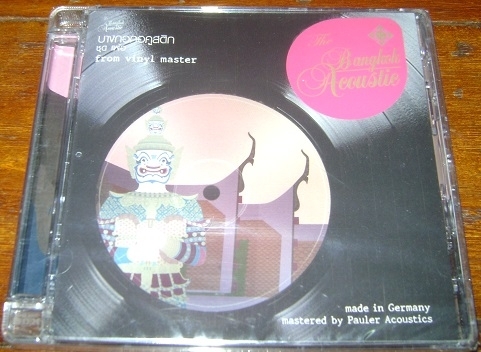 บางกอกอคูสติก
from vinyl master
The
Bangkok
Acoustic
made in Germany
mastered by Pauler Acoustics